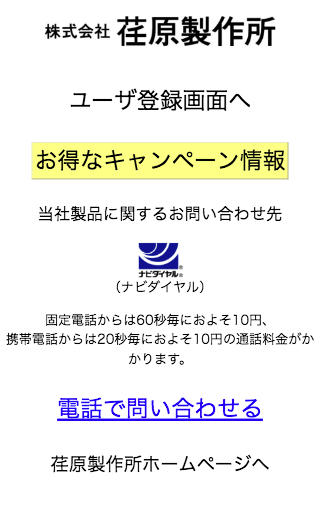 株式会社 荏原製作所
ユーザ登録画面へ
お得なキャンペーン情報
当社製品に関するお問い合わせ先
ナビダイヤル®
（ナビダイヤル）
固定電話からは60秒毎におよそ10円、
携帯電話からは20秒毎におよそ10円の通話料金がか
かります。
電話で問い合わせる
荏原製作所ホームページへ